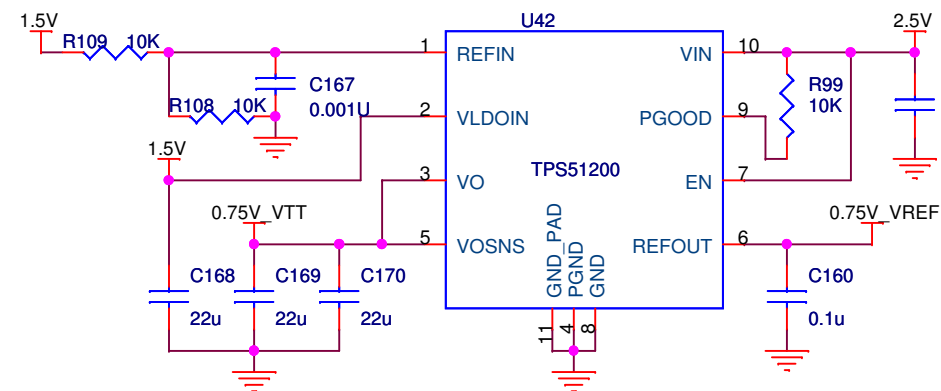 1.5V
U42
2.5V
R109 10K
1
REFIN
VIN
10
C167
0.001U
R99
10K
R108 10K
2
VLDOIN
PGOOD
9
1.5V
TPS51200
3
VO
EN
7
0.75V_VTT
0.75V_VREF
5
VOSNS
REFOUT
6
GND_PAD
PGND
GND
C168
C169
C170
C160
22u
22u
22u
0.1u
11
4
8